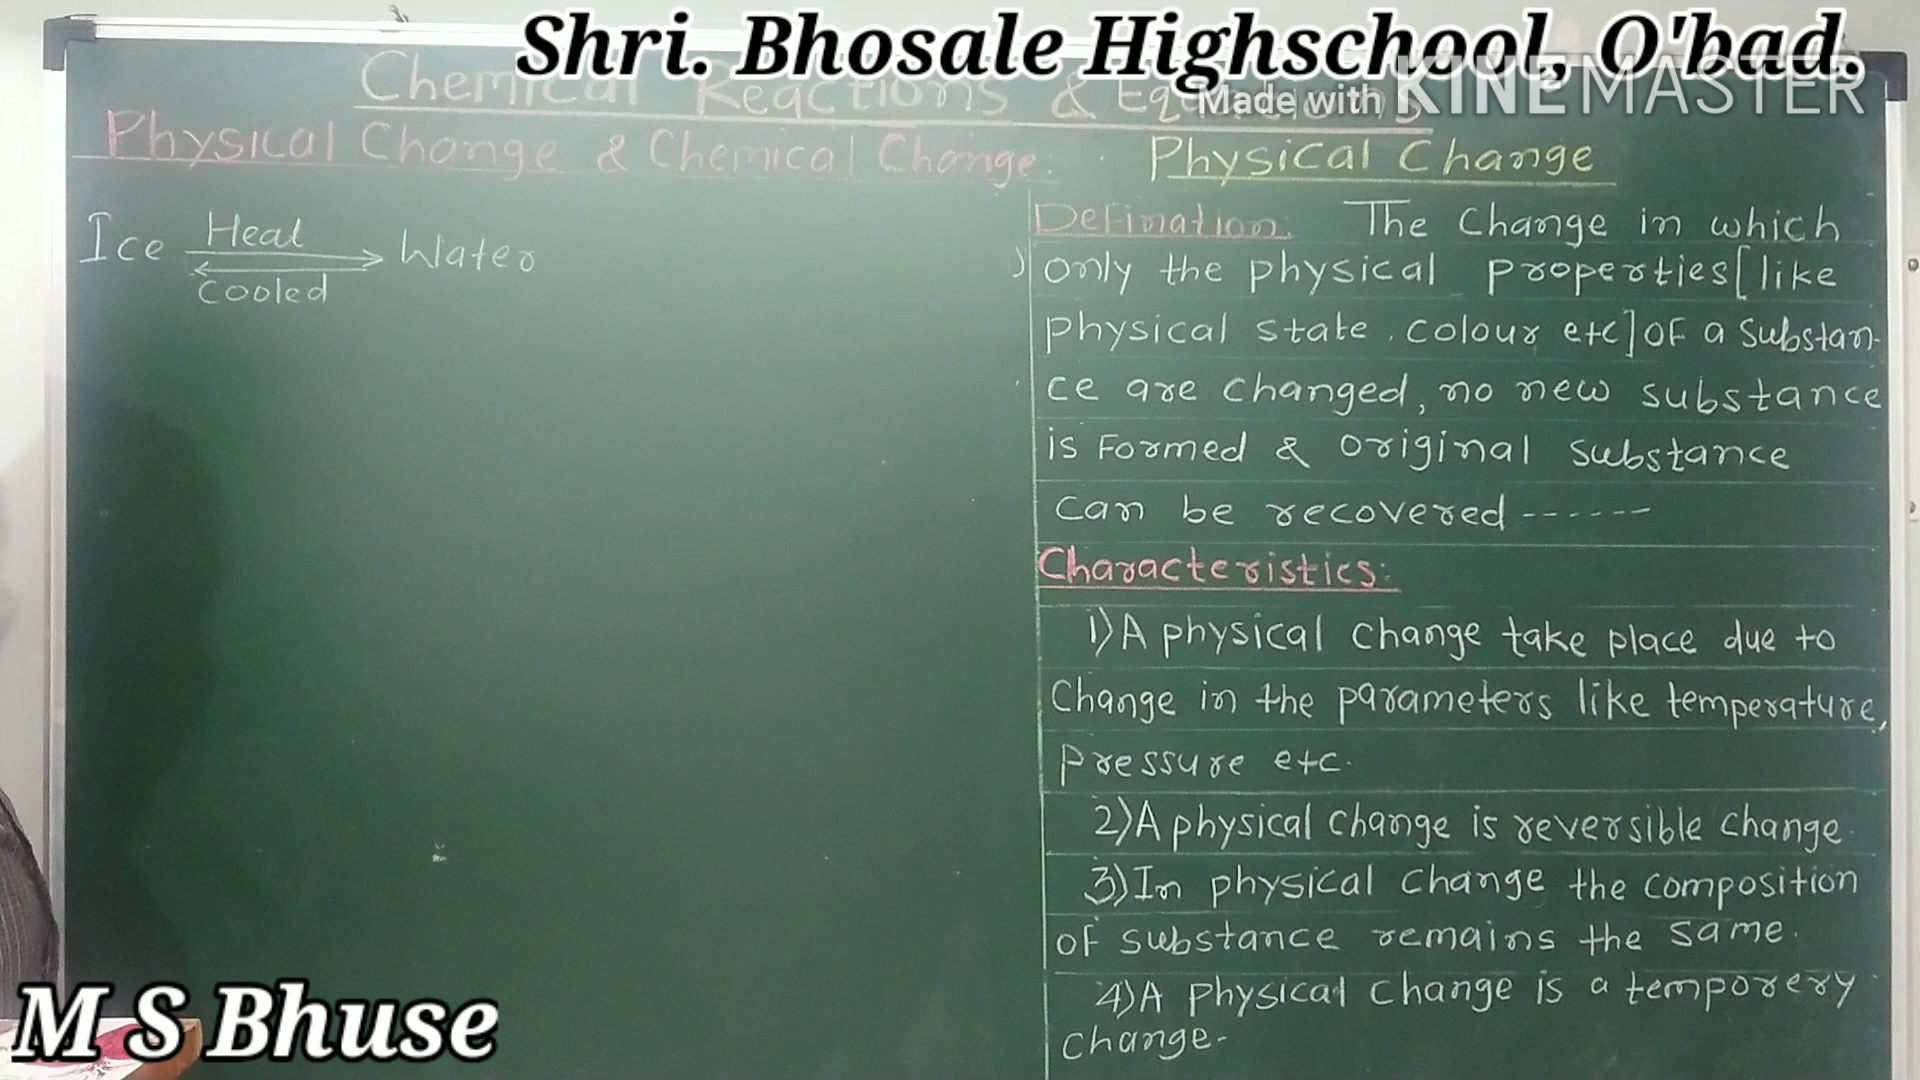 Shri. Bhosale Highschool, O'bad.
Made with KINEMASTER
Chemical Reactions & Equations
Physical Change & Chemical Change:
Physical Change
Ice Heat Water
Cooled
Defination: The change in which
only the physical properties [like
physical state, colour etc] of a substan-
ce are changed, no new substance
is formed & original substance
can be recovered ------
Characteristics:
1) A physical change take place due to
change in the parameters like temperature,
pressure etc.
2) A physical change is reversible change.
3) In physical change the composition
of substance remains the same.
4) A physical change is a temporery
change.
M S Bhuse